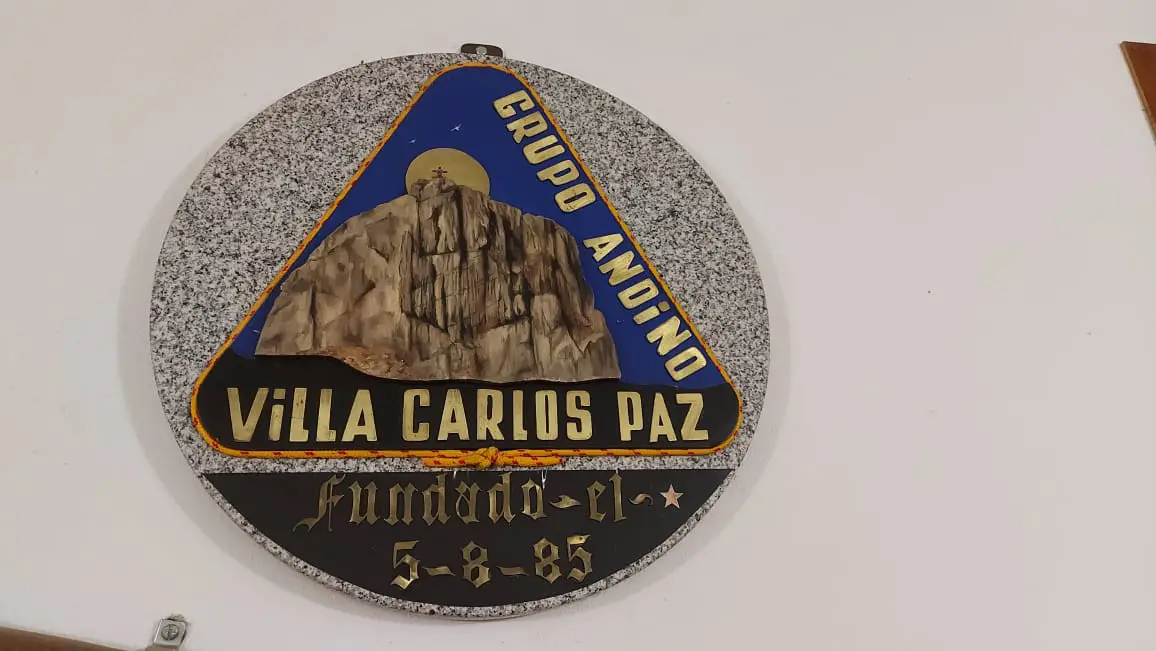 GRUPO ANDiNO
ViLLA CARLOS PAZ
Fundado-el-
5-8-85